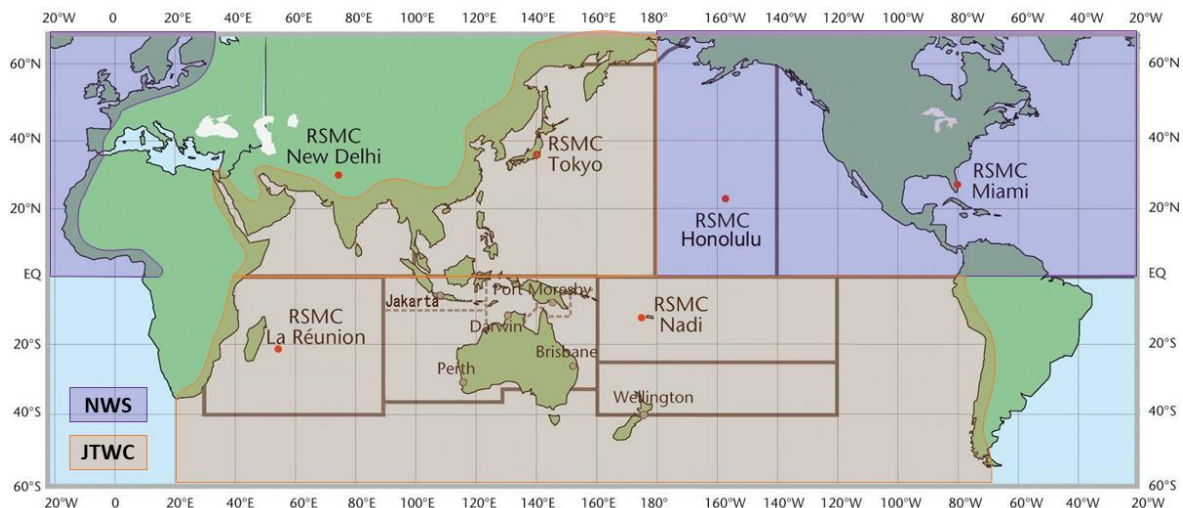 20°W 0 20°E 40°E 60°E 80°E 100°E 120°E 140°E 160°E 180° 160°W 140°W 120°W 100°W 80°W 60°W 40°W 20°W
60°N 60°N
40°N 40°N
RSMC
New Delhi
RSMC
Tokyo
RSMC
Miami
20°N 20°N
RSMC
Honolulu
EQ EQ
Jakarta
Port Moresby
RSMC
La Réunion
Darwin
RSMC
Nadi
20°S 20°S
Perth
Brisbane
Wellington
NWS
40°S 40°S
JTWC
60°S 60°S
20°W 0 20°E 40°E 60°E 80°E 100°E 120°E 140°E 160°E 180° 160°W 140°W 120°W 100°W 80°W 60°W 40°W 20°W